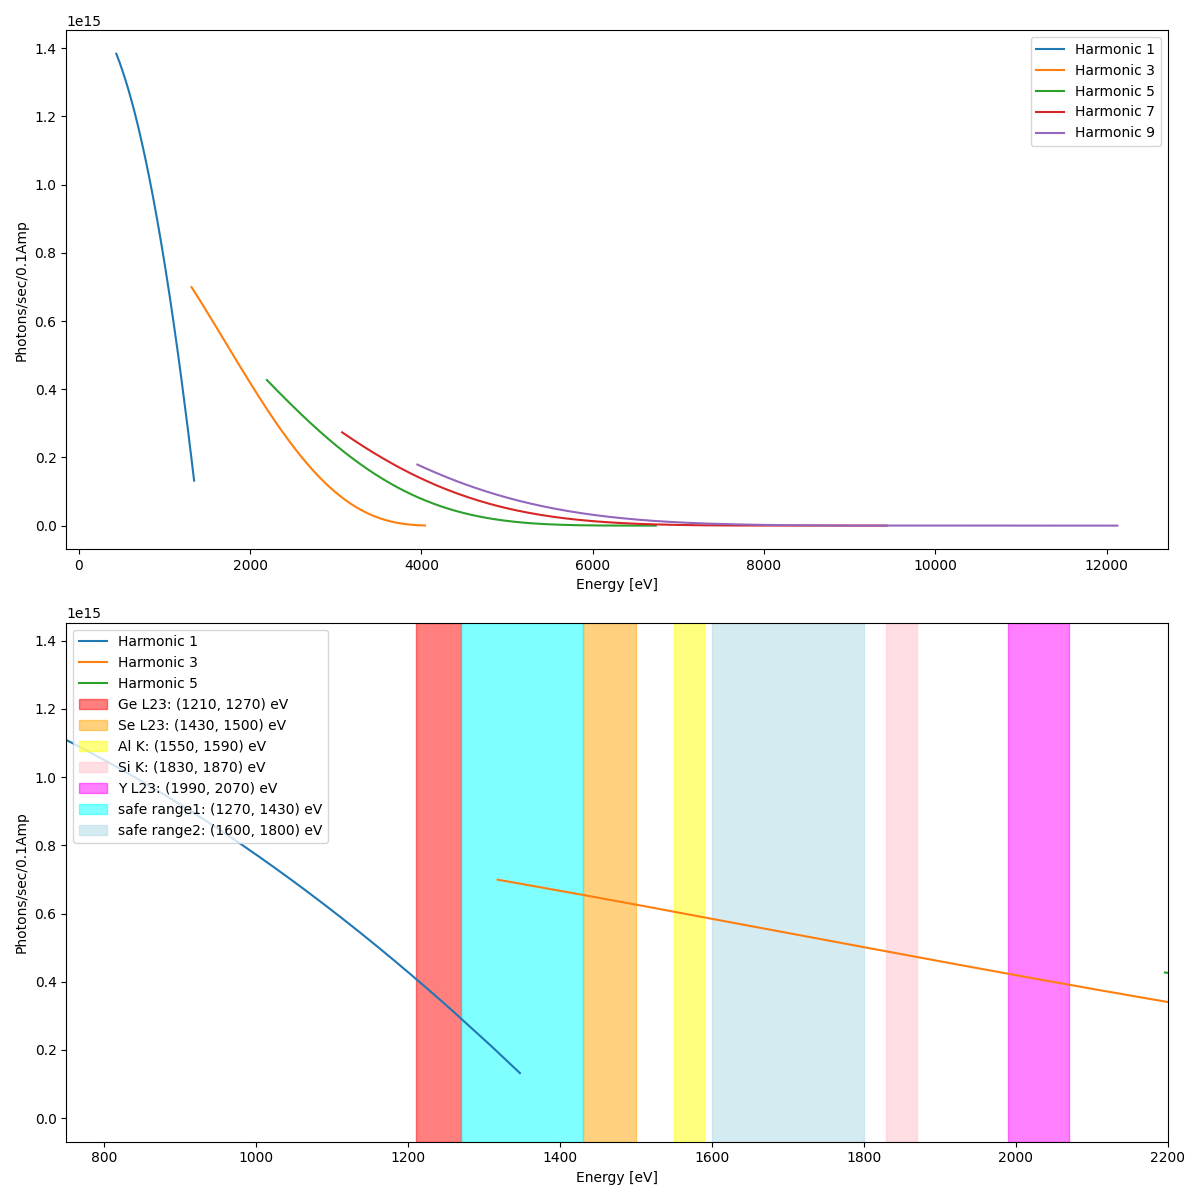 1e15
1.4
1.2
1.0
0.8
0.6
0.4
0.2
0.0
Photons/sec/0.1Amp
Harmonic 1
Harmonic 3
Harmonic 5
Harmonic 7
Harmonic 9
0 2000 4000 6000 8000 10000 12000
Energy [eV]
1e15
1.4
1.2
1.0
0.8
0.6
0.4
0.2
0.0
Photons/sec/0.1Amp
Harmonic 1
Harmonic 3
Harmonic 5
Ge L23: (1210, 1270) eV
Se L23: (1430, 1500) eV
Al K: (1550, 1590) eV
Si K: (1830, 1870) eV
Y L23: (1990, 2070) eV
safe range1: (1270, 1430) eV
safe range2: (1600, 1800) eV
800 1000 1200 1400 1600 1800 2000 2200
Energy [eV]